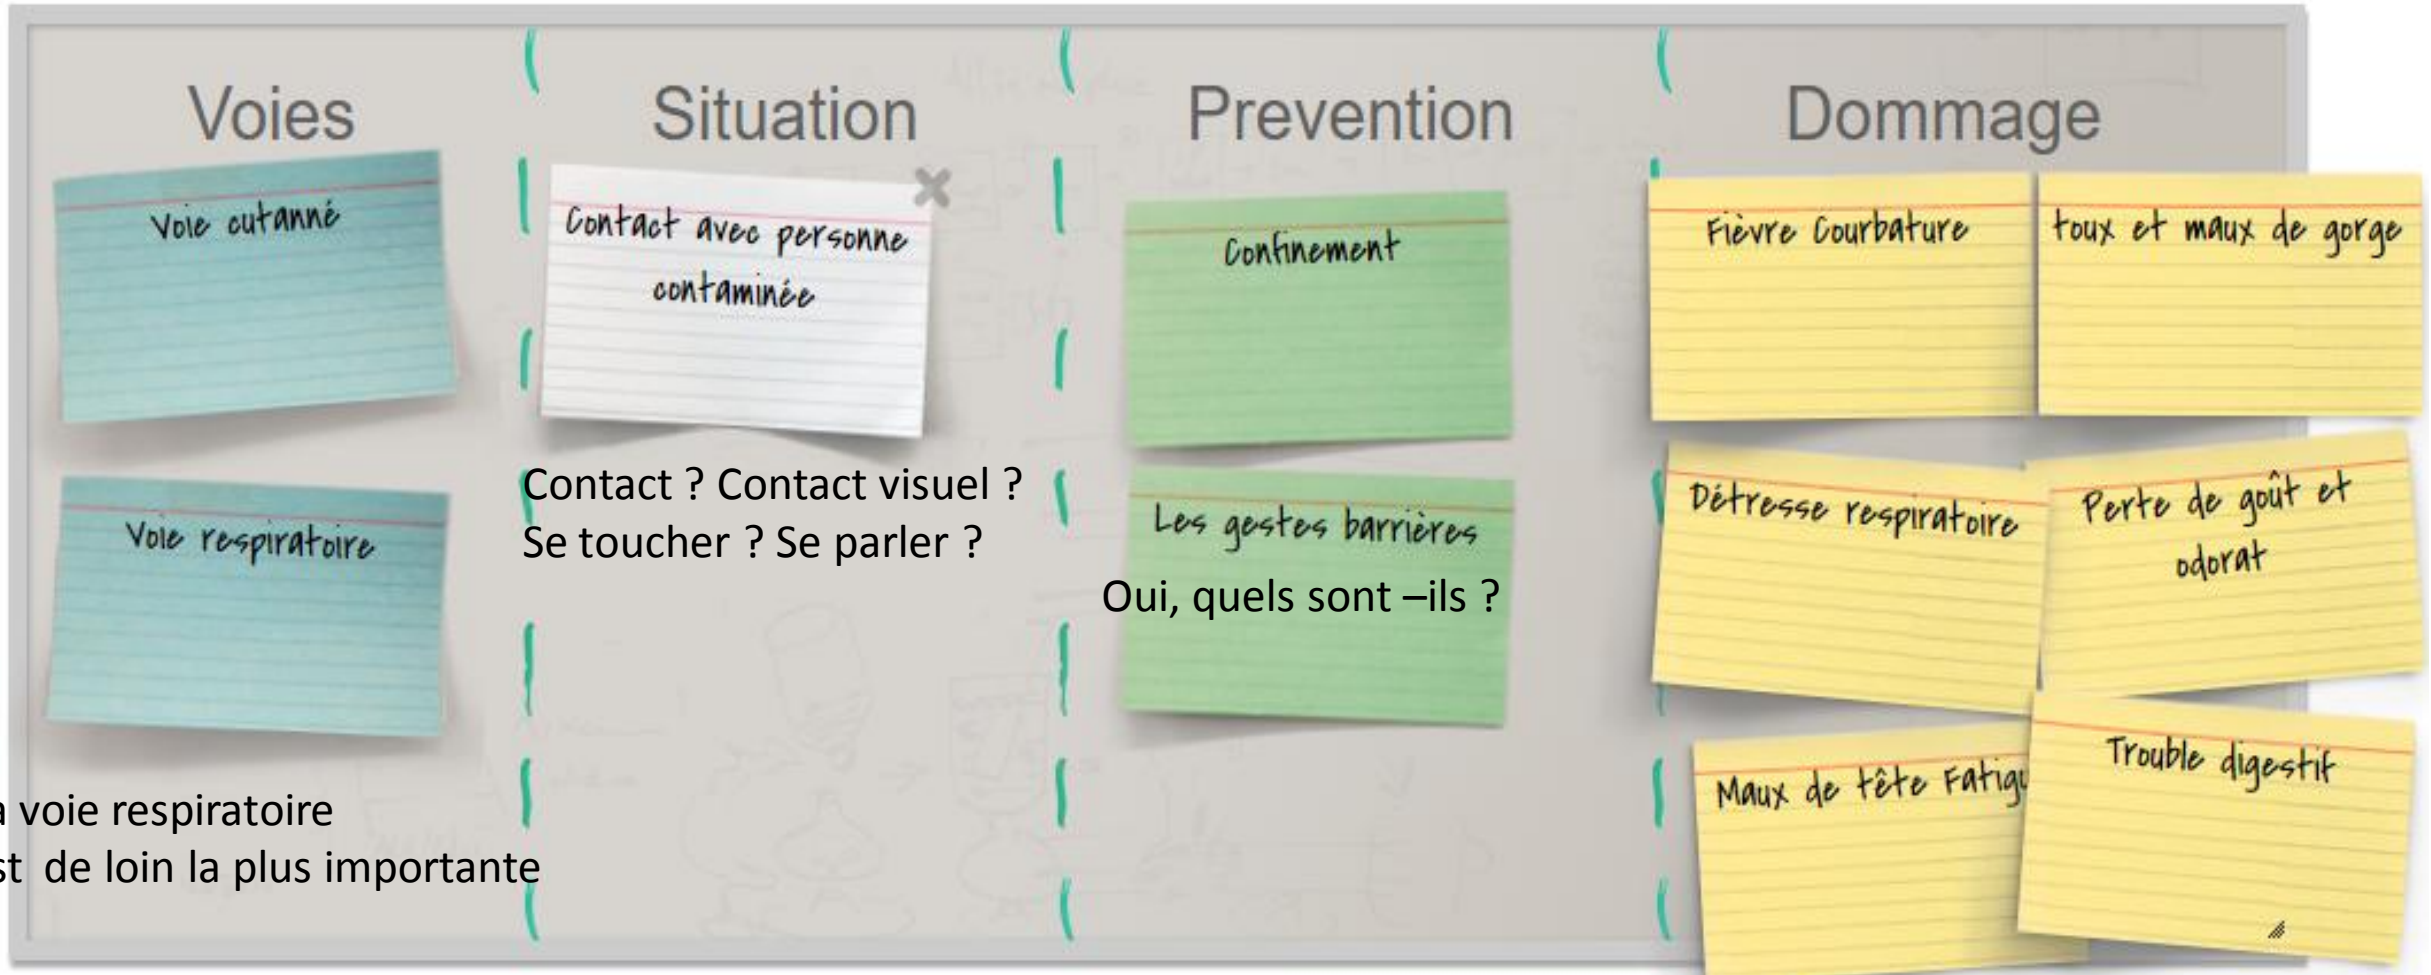 Voies
Situation
Prevention
Dommage
Voie cutanné
Voie respiratoire
voie respiratoire
de loin la plus importante
Contact avec personne
contaminée
Contact ? Contact visuel ?
Se toucher ? Se parler ?
Confinement
Les gestes barrières
Oui, quels sont –ils ?
Fièvre Courbature
toux et maux de gorge
Détresse respiratoire
Perte de goût et
odorat
Maux de tête
Trouble digestif